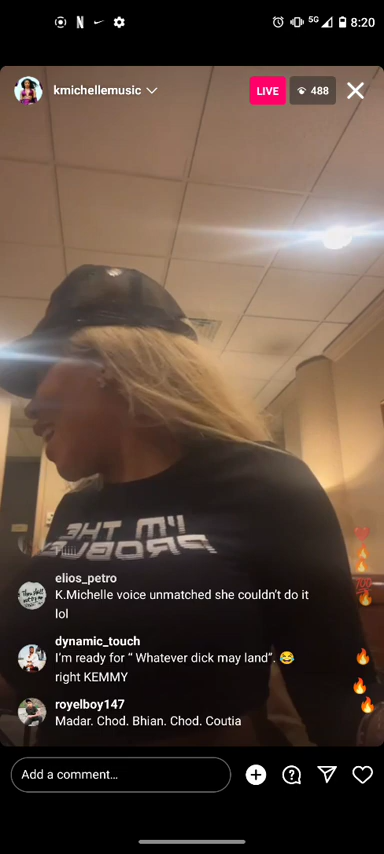 5G 8:20
kmichellemusic LIVE 488
I'M THE
PROBLEM
elios_petro
K.Michelle voice unmatched she couldn't do it
lol
dynamic_touch
I'm ready for “ Whatever dick may land”. 😂
right KEMMY
royelboy147
Madar. Chod. Bhian. Chod. Coutia
Add a comment...